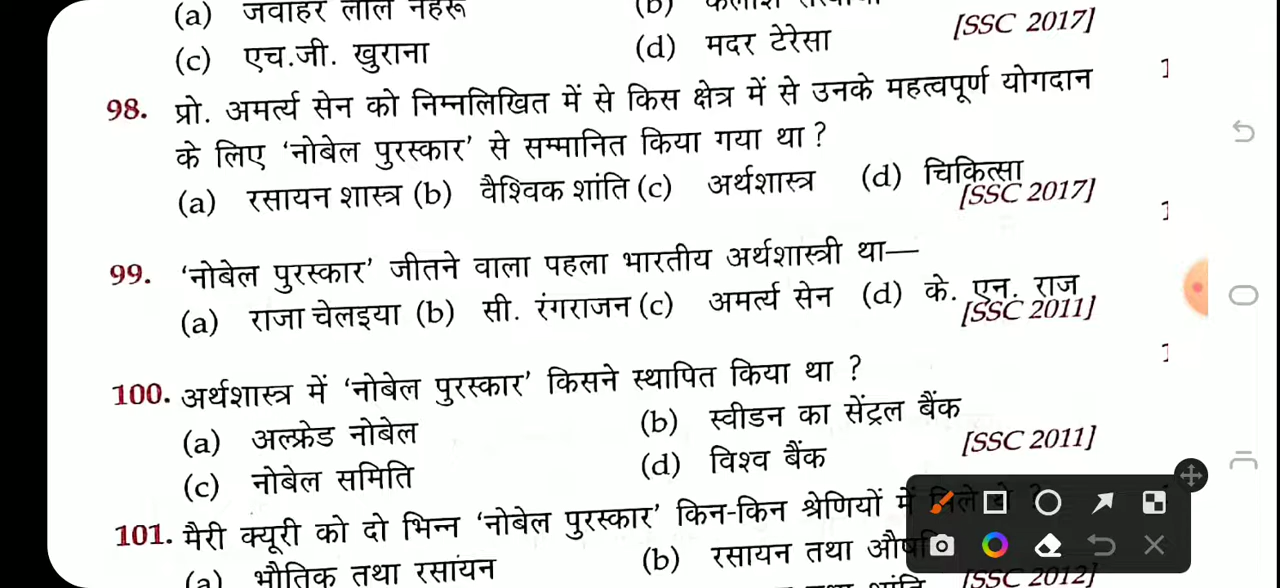 (a) जवाहर लाल नेहरू (b)
[SSC 2017]
(c) एच.जी. खुराना (d) मदर टेरेसा
98. प्रो. अमर्त्य सेन को निम्नलिखित में से किस क्षेत्र में से उनके महत्वपूर्ण योगदान
के लिए ‘नोबेल पुरस्कार’ से सम्मानित किया गया था ?
(a) रसायन शास्त्र (b) वैश्विक शांति (c) अर्थशास्त्र (d) चिकित्सा
[SSC 2017]
99. ‘नोबेल पुरस्कार’ जीतने वाला पहला भारतीय अर्थशास्त्री था—
(a) राजा चेलइया (b) सी. रंगराजन (c) अमर्त्य सेन (d) के. एन. राज
[SSC 2011]
100. अर्थशास्त्र में ‘नोबेल पुरस्कार’ किसने स्थापित किया था ?
(a) अल्फ्रेड नोबेल (b) स्वीडन का सेंट्रल बैंक
(c) नोबेल समिति (d) विश्व बैंक
[SSC 2011]
101. मैरी क्यूरी को दो भिन्न ‘नोबेल पुरस्कार’ किन-किन श्रेणियों में मिले थे ?
(a) भौतिक तथा रसांयन (b) रसायन तथा
[SSC 2012]